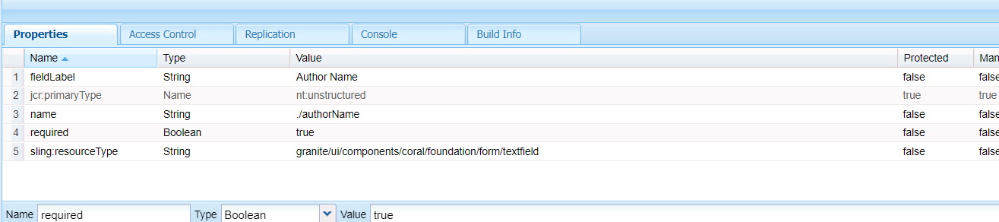 Properties Access Control Replication Console Build Info
Name Type Value Protected Man
1 fieldLabel String Author Name false false
2 jcr:primaryType Name nt:unstructured true true
3 name String ./authorName false false
4 required Boolean true false false
5 sling:resourceType String granite/ui/components/coral/foundation/form/textfield false false
Name required Type Boolean Value true